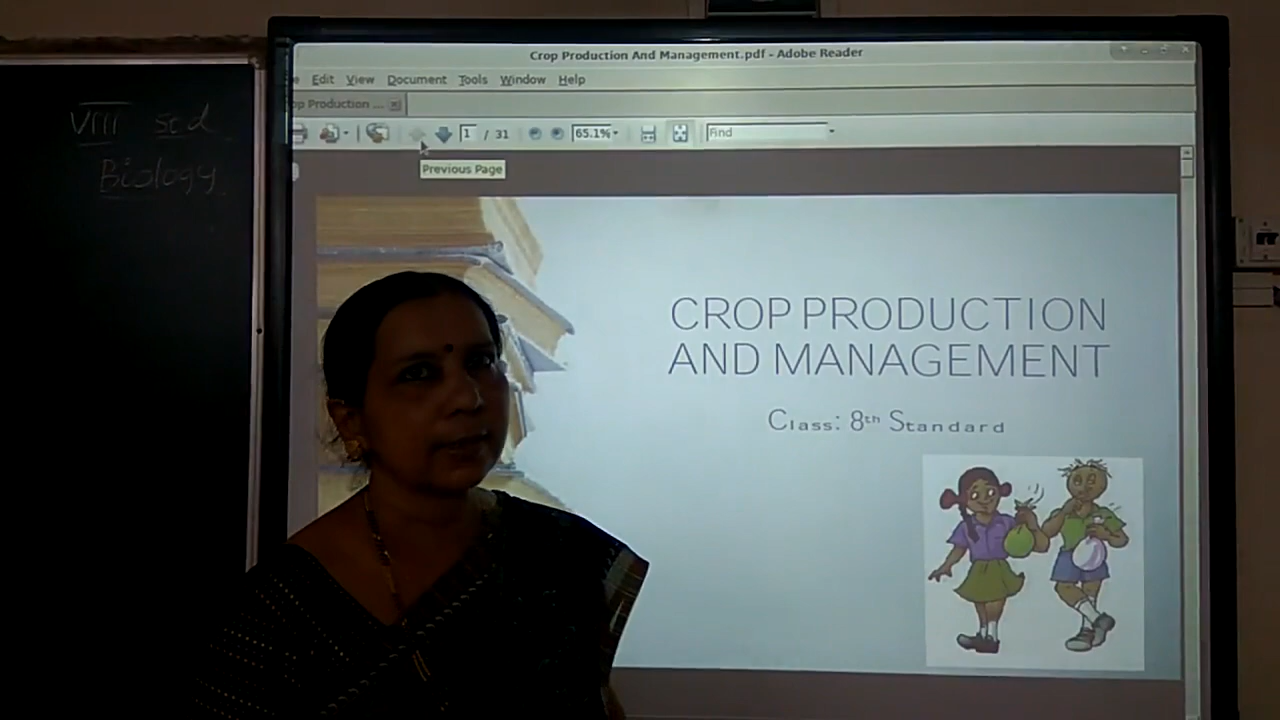 VIII std
Biology
Crop Production And Management.pdf - Adobe Reader
Edit View Document Tools Window Help
op Production ...
1 / 31 65.1% Find
Previous Page
CROP PRODUCTION
AND MANAGEMENT
Class: 8th Standard